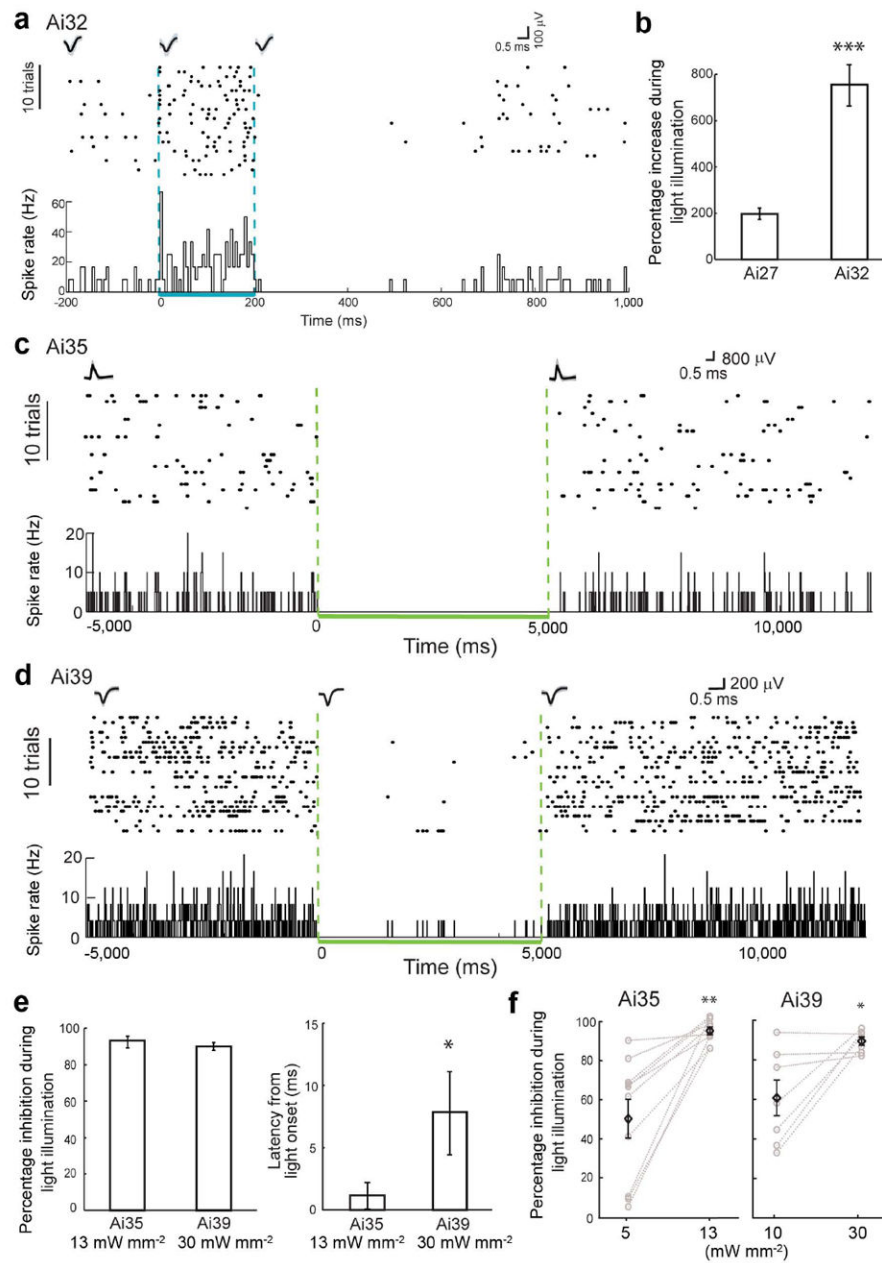 a
Ai32
0.5 ms
100 µV
10 trials
60
40
20
0
Spike rate (Hz)
-200
0
200
400
600
800
1,000
Time (ms)
b
***
800
600
400
200
0
Percentage increase during
light illumination
Ai27
Ai32
c
Ai35
800 µV
0.5 ms
10 trials
20
10
0
Spike rate (Hz)
-5,000
0
5,000
10,000
Time (ms)
d
Ai39
200 µV
0.5 ms
10 trials
20
10
0
Spike rate (Hz)
-5,000
0
5,000
10,000
Time (ms)
e
100
80
60
40
20
0
Percentage inhibition during
light illumination
Ai35
13 mW mm-2
Ai39
30 mW mm-2
15
10
5
0
Latency from
light onset (ms)
*
Ai35
13 mW mm-2
Ai39
30 mW mm-2
f
Ai35
Ai39
**
*
100
80
60
40
20
0
Percentage inhibition during
light illumination
5
13
10
30
(mW mm-2)